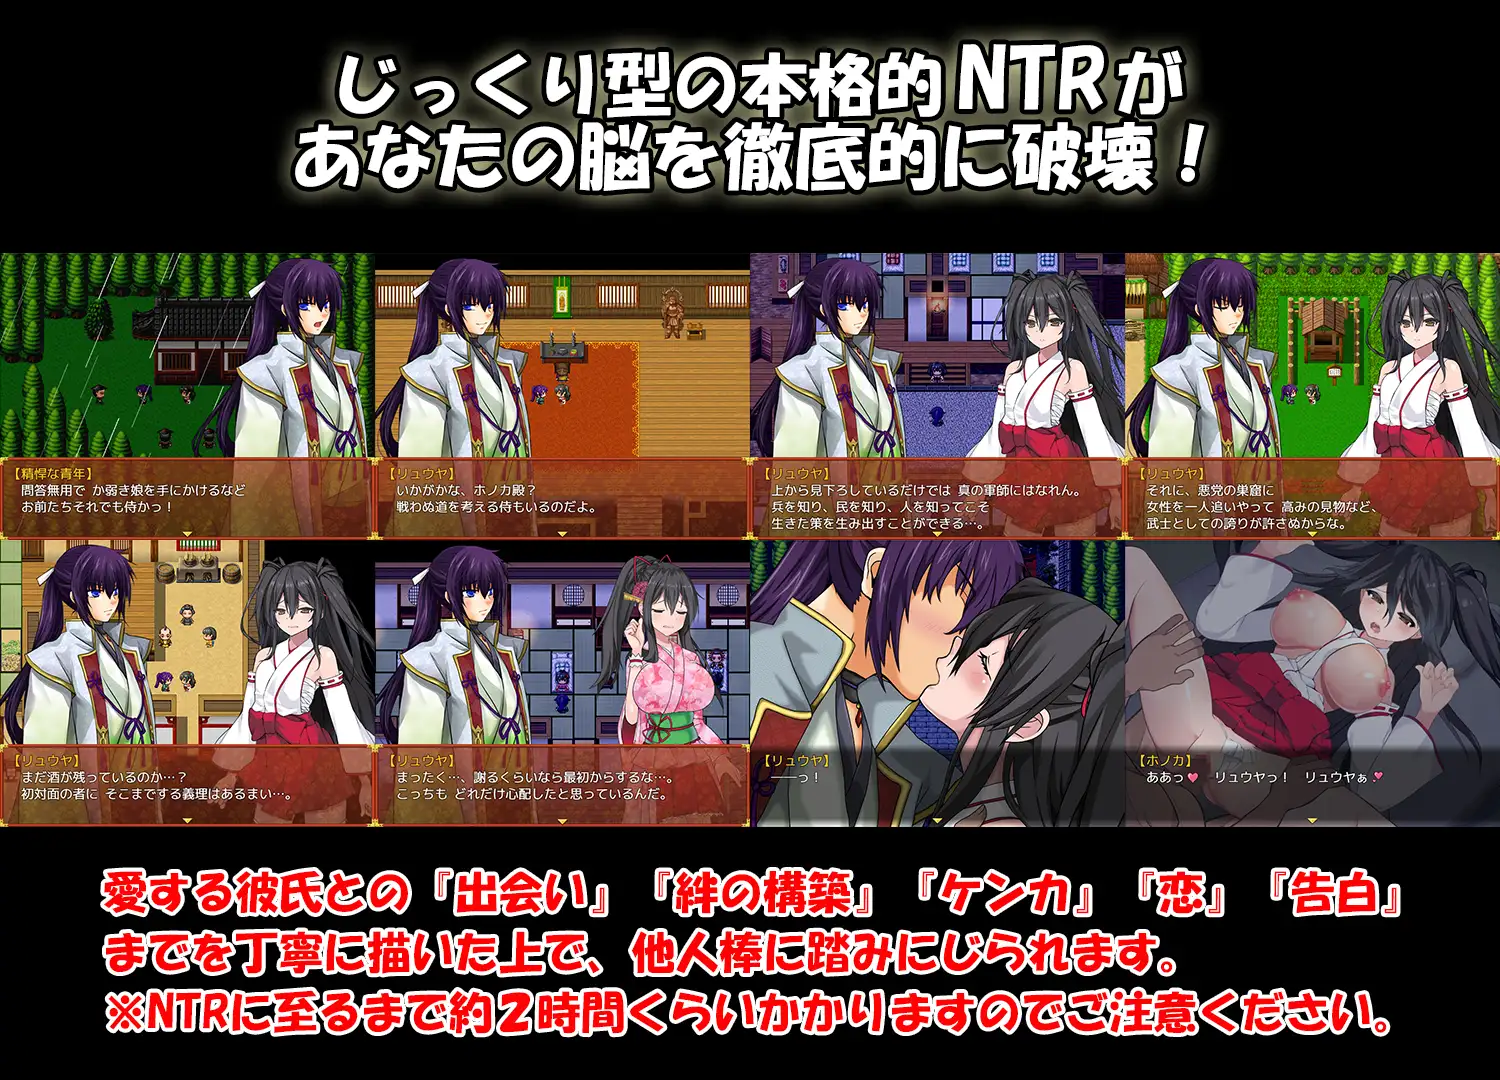 じっくり型の本格的NTRが
あなたの脳を徹底的に破壊！
【精悍な青年】
問答無用で か弱き娘を手にかけるなど
お前たちそれでも侍かっ！
【リュウヤ】
いかがかな、ホノカ殿？
戦わぬ道を考える侍もいるのだよ。
【リュウヤ】
上から見下ろしているだけでは 真の軍師にはなれん。
兵を知り、民を知り、人を知ってこそ
生きた策を生み出すことができる…。
【リュウヤ】
それに、悪党の巣窟に
女性を一人追いやって 高みの見物など、
武士としての誇りが許さぬからな。
【リュウヤ】
まだ酒が残っているのか…？
初対面の者に そこまでする義理はあるまい…。
【リュウヤ】
まったく…、謝るくらいなら最初からするな…。
こっちも どれだけ心配したと思っているんだ。
【リュウヤ】
――っ！
【ホノカ】
ああっ♥ リュウヤっ！ リュウヤぁ♥
愛する彼氏との『出会い』『絆の構築』『ケンカ』『恋』『告白』
までを丁寧に描いた上で、他人棒に踏みにじられます。
※NTRに至るまで約2時間くらいかかりますのでご注意ください。